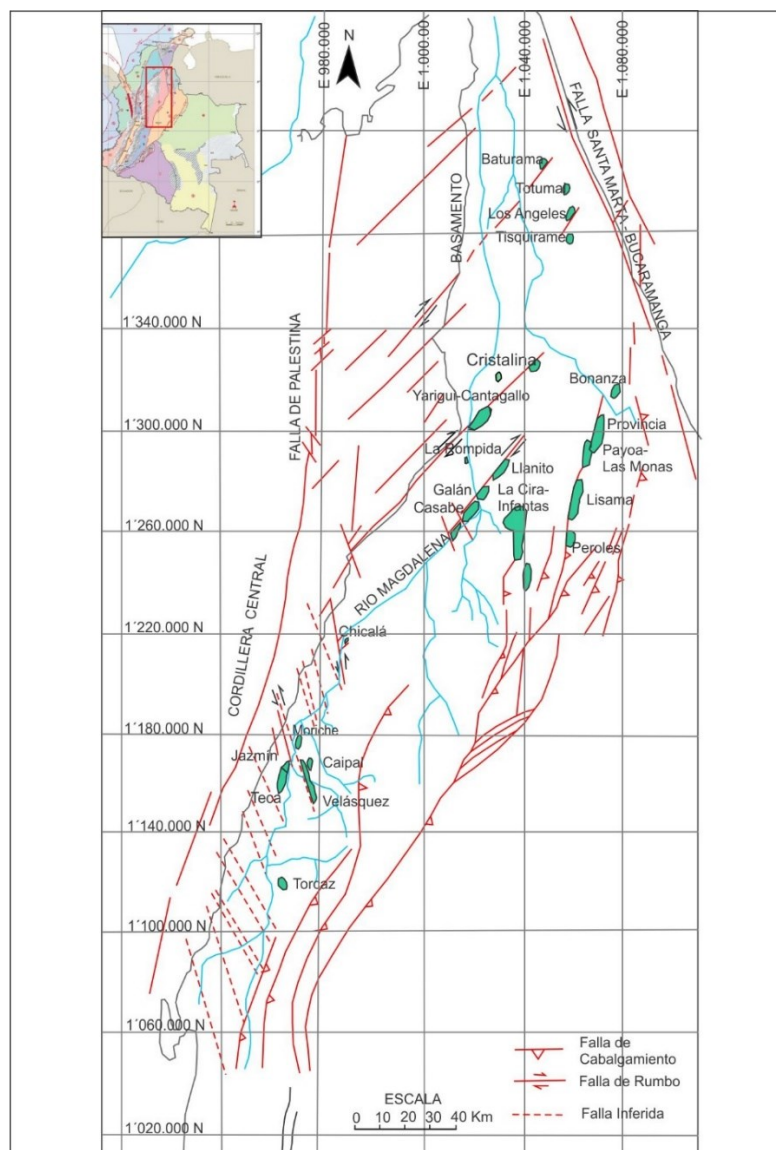 N
E 980.000
E 1'000.000
E 1'040.000
E 1'080.000
FALLA SANTA MARTA - BUCARAMANGA
Baturama
Totumal
Los Angeles
Tisquirame
BASAMENTO
FALLA DE PALESTINA
1´340.000 N
Cristalina
Bonanza
Yarigui-Cantagallo
1´300.000 N
Provincia
La Rompida
Payoa-
Las Monas
Llanito
Galán
La Cira-
Infantas
Lisama
Casabe
1´260.000 N
Peroles
RIO MAGDALENA
CORDILLERA CENTRAL
1´220.000 N
Chicalá
1´180.000 N
Moriche
Jazmín
Caipal
Teca
Velásquez
1´140.000 N
Torcaz
1´100.000 N
1´060.000 N
Falla de
Cabalgamiento
Falla de Rumbo
Falla Inferida
ESCALA
0 10 20 30 40 Km
1´020.000 N